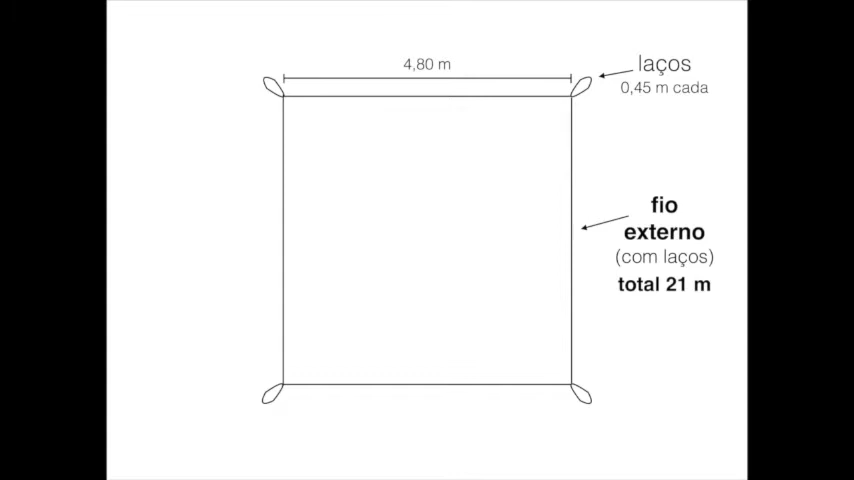 4,80 m
laços
0,45 m cada
fio
externo
(com laços)
total 21 m